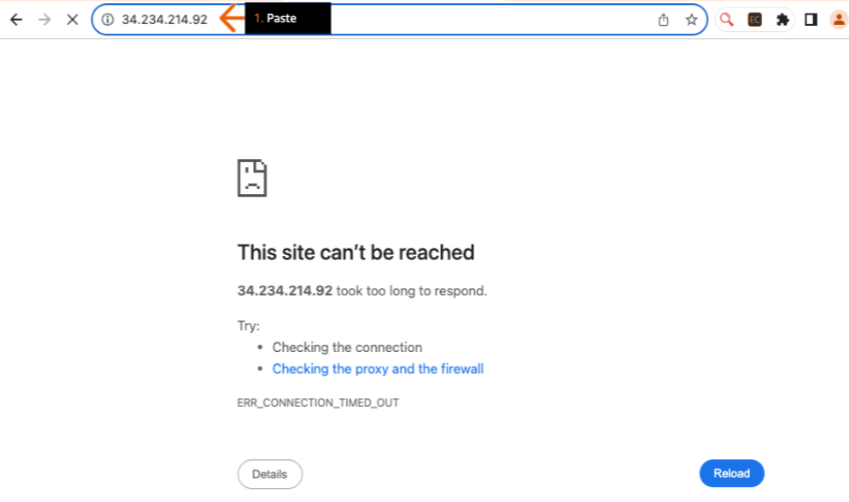 34.234.214.92
1. Paste
EC
This site can’t be reached
34.234.214.92 took too long to respond.
Try:
• Checking the connection
• Checking the proxy and the firewall
ERR_CONNECTION_TIMED_OUT
Details
Reload